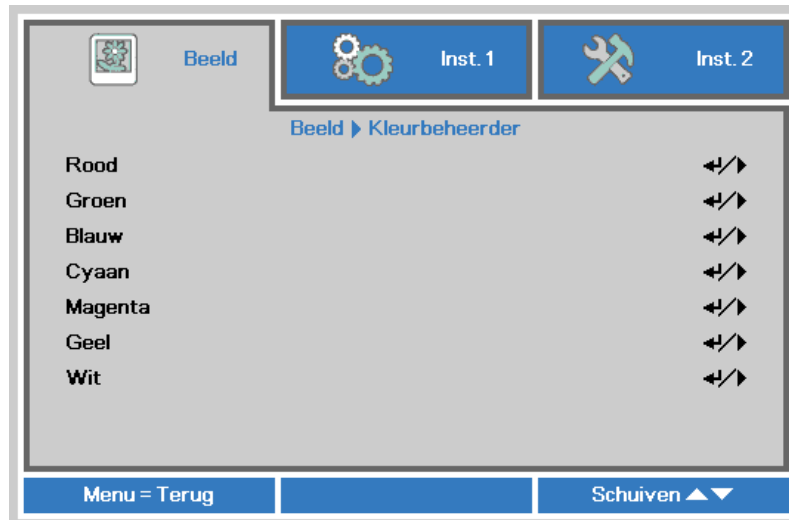 Beeld Inst. 1 Inst. 2
Beeld ▶ Kleurbeheerder
Rood ↵/▶
Groen ↵/▶
Blauw ↵/▶
Cyaan ↵/▶
Magenta ↵/▶
Geel ↵/▶
Wit ↵/▶
Menu = Terug Schuiven ▲▼